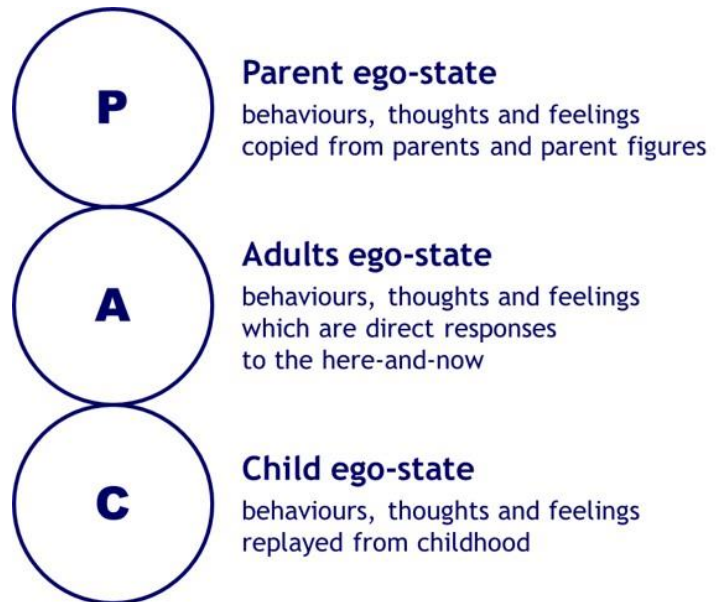 P
Parent ego-state
behaviours, thoughts and feelings
copied from parents and parent figures
A
Adults ego-state
behaviours, thoughts and feelings
which are direct responses
to the here-and-now
C
Child ego-state
behaviours, thoughts and feelings
replayed from childhood